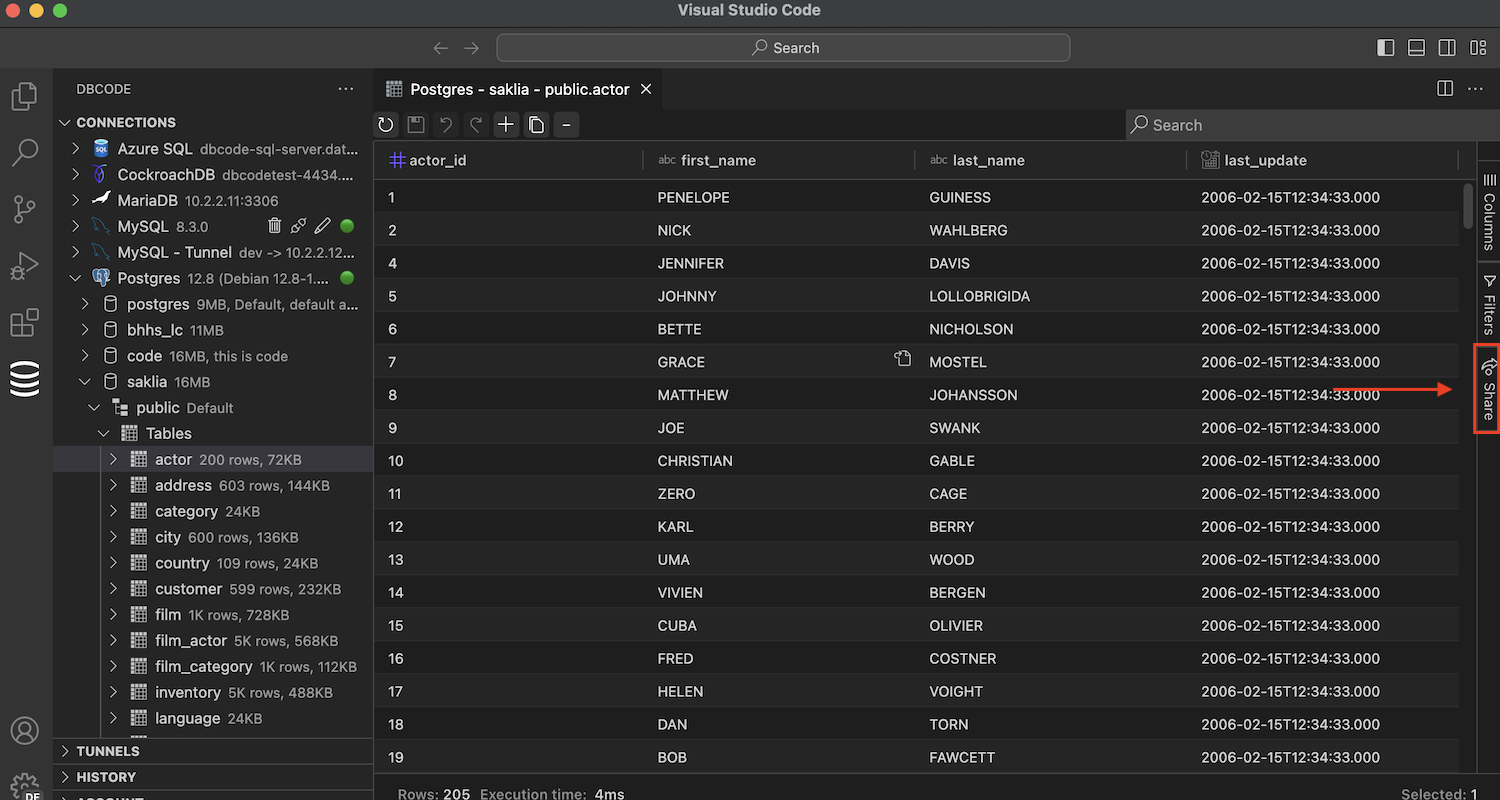 Visual Studio Code
Search
DBCODE
CONNECTIONS
Azure SQL dbcode-sql-server.dat...
CockroachDB dbcodetest-4434....
MariaDB 10.2.2.11:3306
MySQL 8.3.0
MySQL - Tunnel dev -> 10.2.2.12...
Postgres 12.8 (Debian 12.8-1....
postgres 9MB, Default, default a...
bhhs_lc 11MB
code 16MB, this is code
saklia 16MB
public Default
Tables
actor 200 rows, 72KB
address 603 rows, 144KB
category 24KB
city 600 rows, 136KB
country 109 rows, 24KB
customer 599 rows, 232KB
film 1K rows, 728KB
film_actor 5K rows, 568KB
film_category 1K rows, 112KB
inventory 5K rows, 488KB
language 24KB
TUNNELS
HISTORY
ACCOUNT
DE
Postgres - saklia - public.actor
Search
actor_id abc first_name abc last_name last_update
1 PENELOPE GUINESS 2006-02-15T12:34:33.000
2 NICK WAHLBERG 2006-02-15T12:34:33.000
4 JENNIFER DAVIS 2006-02-15T12:34:33.000
5 JOHNNY LOLLOBRIGIDA 2006-02-15T12:34:33.000
6 BETTE NICHOLSON 2006-02-15T12:34:33.000
7 GRACE MOSTEL 2006-02-15T12:34:33.000
8 MATTHEW JOHANSSON 2006-02-15T12:34:33.000
9 JOE SWANK 2006-02-15T12:34:33.000
10 CHRISTIAN GABLE 2006-02-15T12:34:33.000
11 ZERO CAGE 2006-02-15T12:34:33.000
12 KARL BERRY 2006-02-15T12:34:33.000
13 UMA WOOD 2006-02-15T12:34:33.000
14 VIVIEN BERGEN 2006-02-15T12:34:33.000
15 CUBA OLIVIER 2006-02-15T12:34:33.000
16 FRED COSTNER 2006-02-15T12:34:33.000
17 HELEN VOIGHT 2006-02-15T12:34:33.000
18 DAN TORN 2006-02-15T12:34:33.000
19 BOB FAWCETT 2006-02-15T12:34:33.000
Rows: 205 Execution time: 4ms
Selected: 1
Columns
Filters
Share